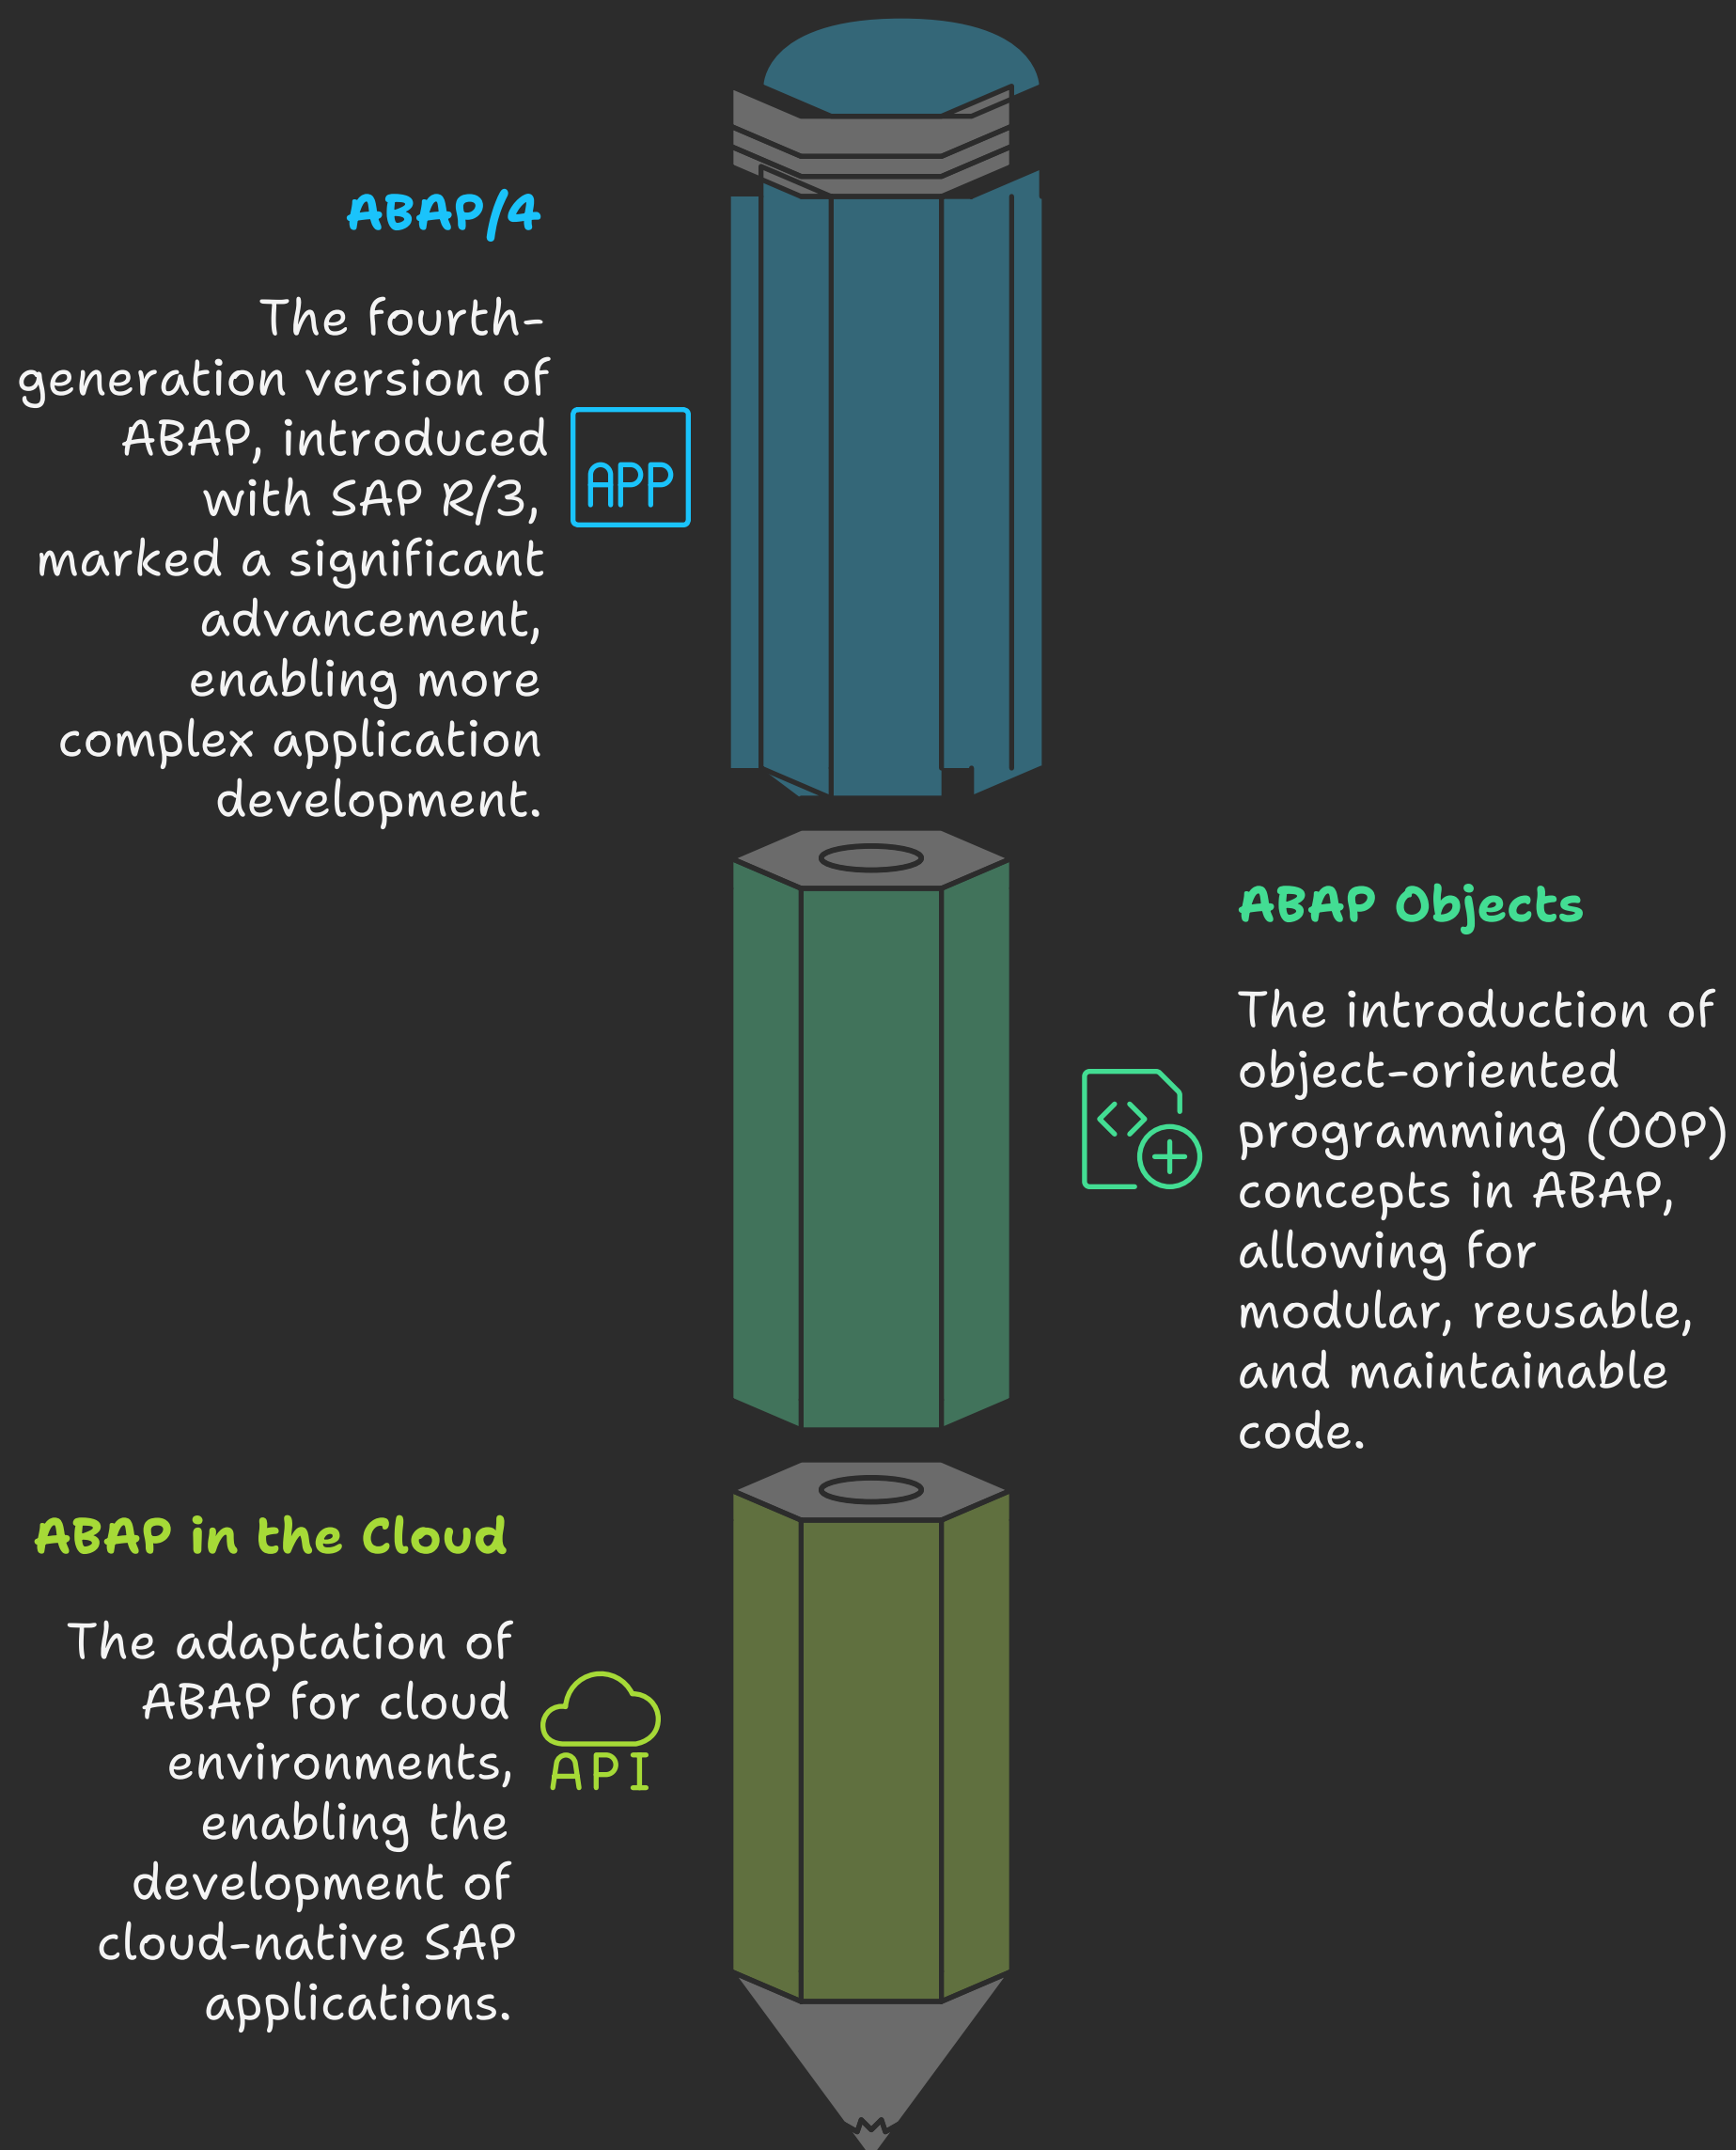 ABAP/4
The fourth-
generation version of
ABAP, introduced
with SAP R/3,
marked a significant
advancement,
enabling more
complex application
development.
APP
ABAP Objects
The introduction of
object-oriented
programming (OOP)
concepts in ABAP,
allowing for
modular, reusable,
and maintainable
code.
ABAP in the Cloud
The adaptation of
ABAP for cloud
environments,
enabling the
development of
cloud-native SAP
applications.
API